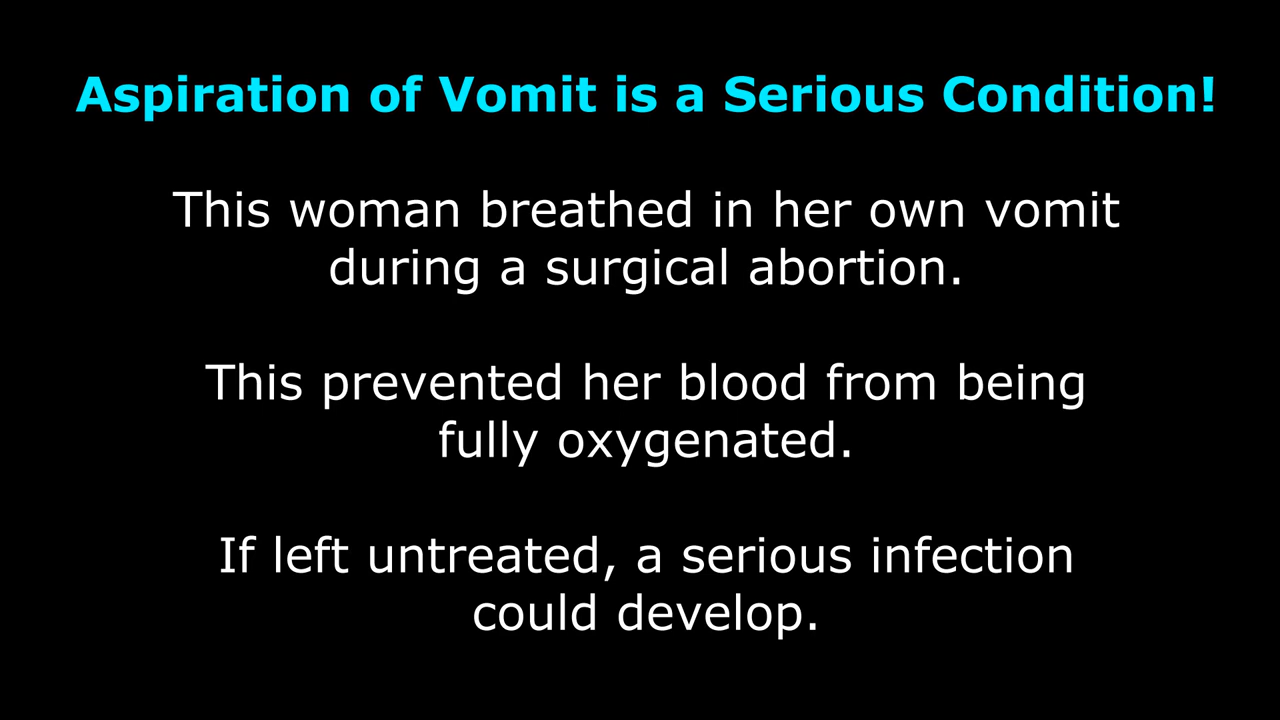 Aspiration of Vomit is a Serious Condition!
This woman breathed in her own vomit
during a surgical abortion.
This prevented her blood from being
fully oxygenated.
If left untreated, a serious infection
could develop.